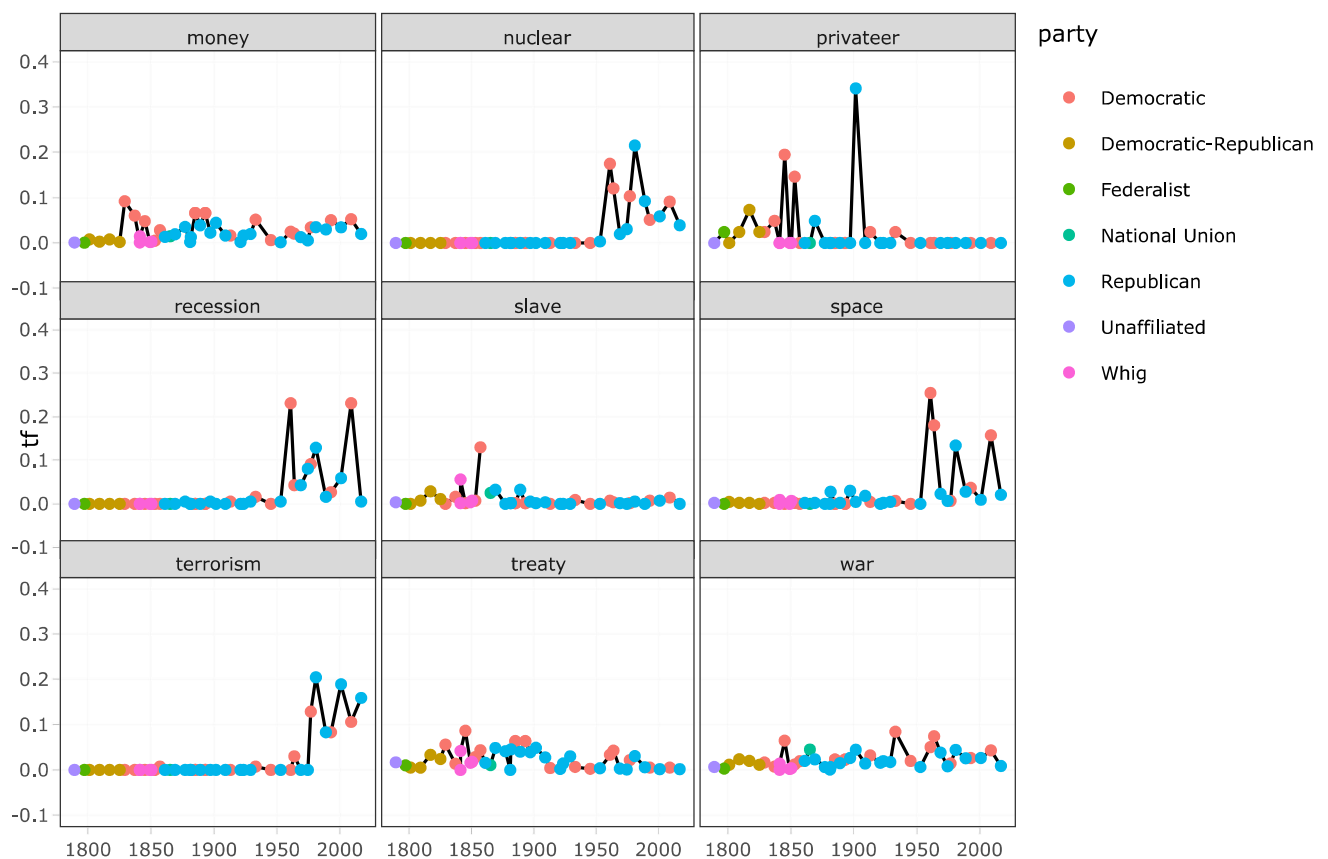 money nuclear privateer
party
0.4
0.3
0.2
0.1
0.0
-0.1
Democratic
Democratic-Republican
Federalist
National Union
Republican
Unaffiliated
Whig
recession slave space
0.4
0.3
0.2
0.1
0.0
-0.1
tf
terrorism treaty war
0.4
0.3
0.2
0.1
0.0
-0.1
1800 1850 1900 1950 2000 1800 1850 1900 1950 2000 1800 1850 1900 1950 2000